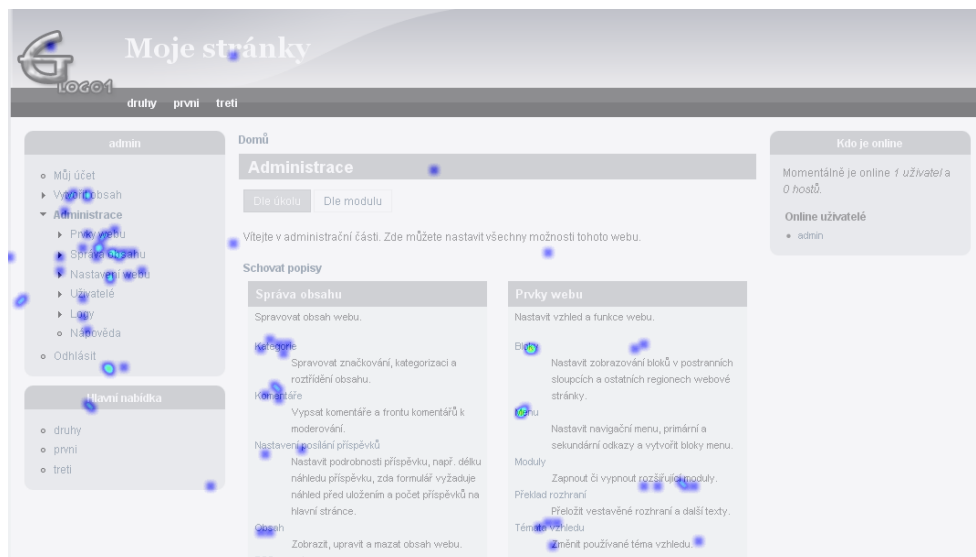 Moje stránky
LOGO1
druhy první treti
admin
Můj účet
Vytvořit obsah
Administrace
Prvky webu
Správa obsahu
Nastavení webu
Uživatelé
Logy
Nápověda
Odhlásit
Hlavní nabídka
druhy
první
treti
Domů
Administrace
Dle úkolu Dle modulu
Vítejte v administrační části. Zde můžete nastavit všechny možnosti tohoto webu.
Schovat popisy
Správa obsahu
Spravovat obsah webu.
Kategorie
Spravovat značkování, kategorizaci a
roztřídění obsahu.
Komentáře
Vypsat komentáře a frontu komentářů k
moderování.
Nastavení posílání příspěvků
Nastavit podrobnosti příspěvku, např. délku
náhledu příspěvku, zda formulář vyžaduje
náhled před uložením a počet příspěvků na
hlavní stránce.
Obsah
Zobrazit, upravit a mazat obsah webu.
Prvky webu
Nastavit vzhled a funkce webu.
Bloky
Nastavit zobrazování bloků v postranních
sloupcích a ostatních regionech webové
stránky.
Menu
Nastavit navigační menu, primární a
sekundární odkazy a vytvořit bloky menu.
Moduly
Zapnout či vypnout rozšiřující moduly.
Překlad rozhraní
Přeložit vestavěné rozhraní a další texty.
Témata vzhledu
Změnit používané téma vzhledu.
Kdo je online
Momentálně je online 1 uživatel a
0 hostů.
Online uživatelé
admin